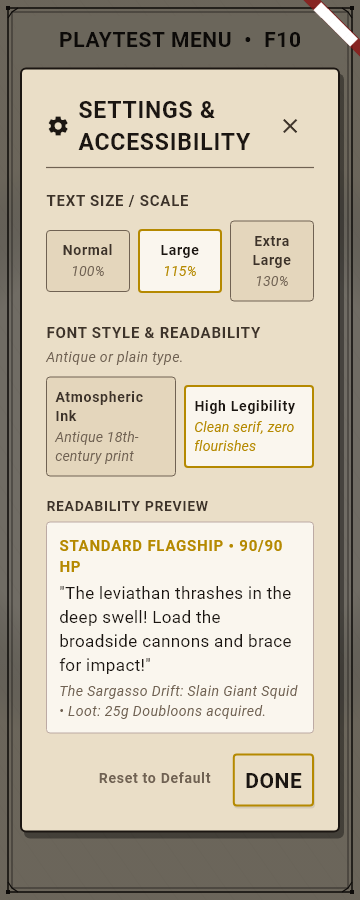 PLAYTEST MENU • F10
SETTINGS &
ACCESSIBILITY
TEXT SIZE / SCALE
Normal
100%
Large
115%
Extra
Large
130%
FONT STYLE & READABILITY
Antique or plain type.
Atmospheric
Ink
Antique 18th-
century print
High Legibility
Clean serif, zero
flourishes
READABILITY PREVIEW
STANDARD FLAGSHIP • 90/90
HP
"The leviathan thrashes in the
deep swell! Load the
broadside cannons and brace
for impact!"
The Sargasso Drift: Slain Giant Squid
• Loot: 25g Doubloons acquired.
Reset to Default
DONE